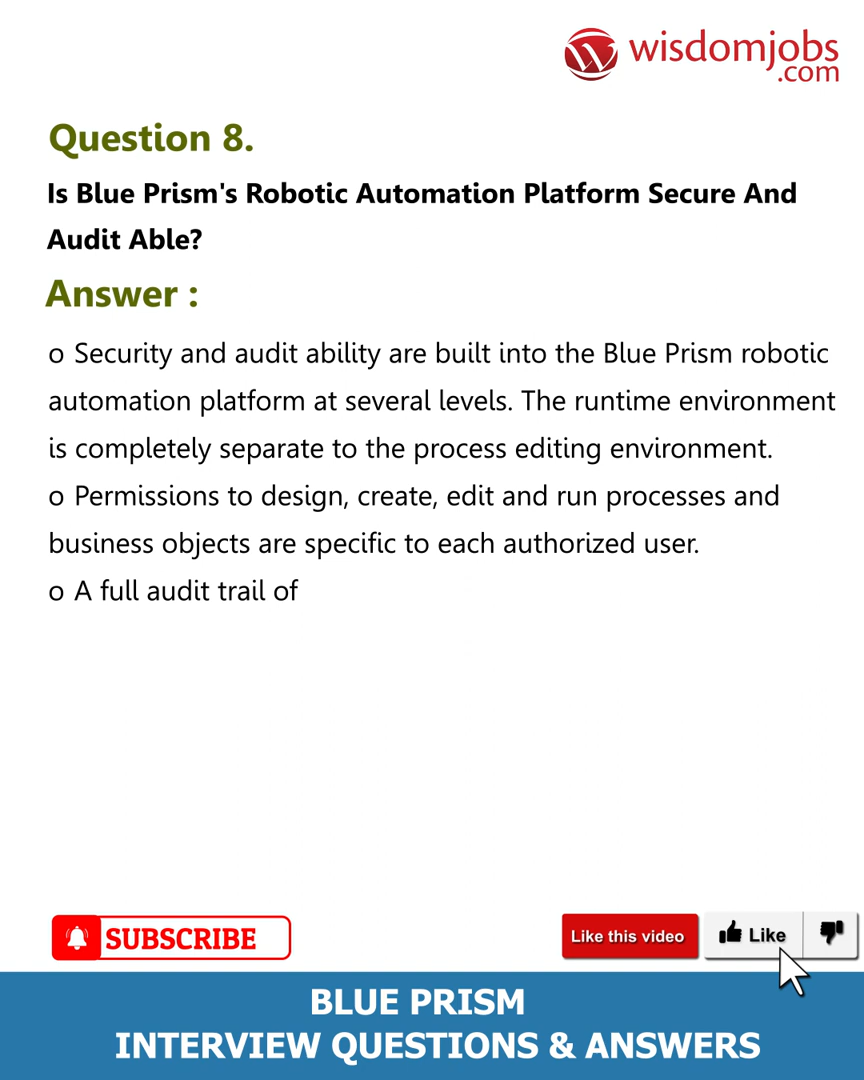 wisdomjobs
.com
Question 8.
Is Blue Prism's Robotic Automation Platform Secure And
Audit Able?
Answer :
o Security and audit ability are built into the Blue Prism robotic
automation platform at several levels. The runtime environment
is completely separate to the process editing environment.
o Permissions to design, create, edit and run processes and
business objects are specific to each authorized user.
o A full audit trail of
SUBSCRIBE
Like this video
Like
BLUE PRISM
INTERVIEW QUESTIONS & ANSWERS